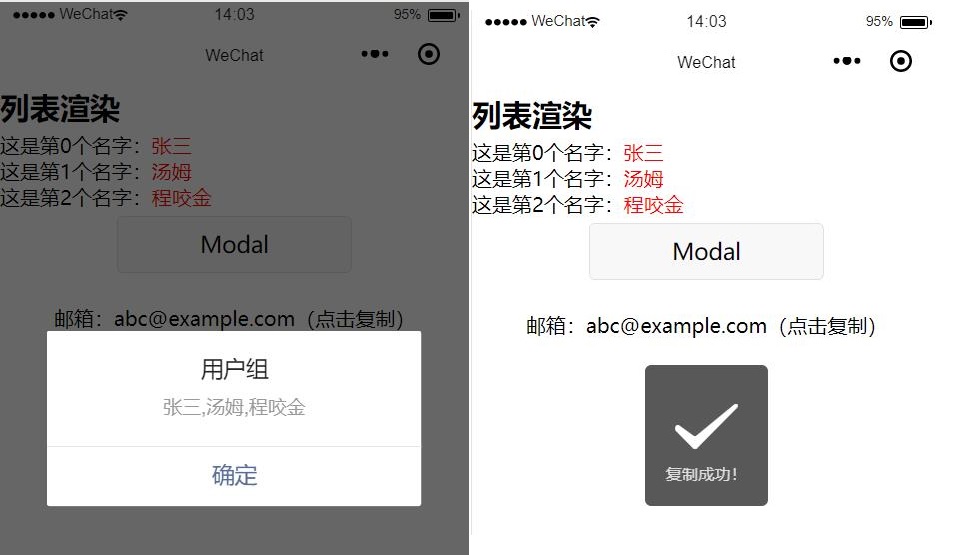 WeChat 14:03 95%
WeChat
列表渲染
这是第0个名字：张三
这是第1个名字：汤姆
这是第2个名字：程咬金
Modal
邮箱：abc@example.com（点击复制）
用户组
张三,汤姆,程咬金
确定
WeChat 14:03 95%
WeChat
列表渲染
这是第0个名字：张三
这是第1个名字：汤姆
这是第2个名字：程咬金
Modal
邮箱：abc@example.com（点击复制）
复制成功！